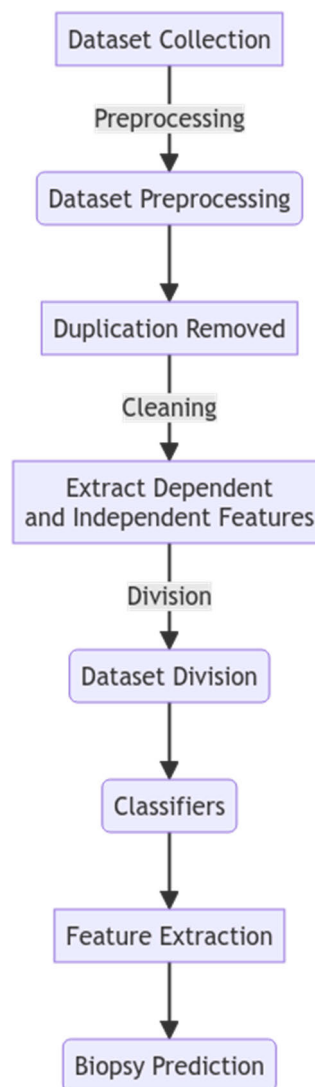 Dataset Collection
Preprocessing
Dataset Preprocessing
Duplication Removed
Cleaning
Extract Dependent
and Independent Features
Division
Dataset Division
Classifiers
Feature Extraction
Biopsy Prediction